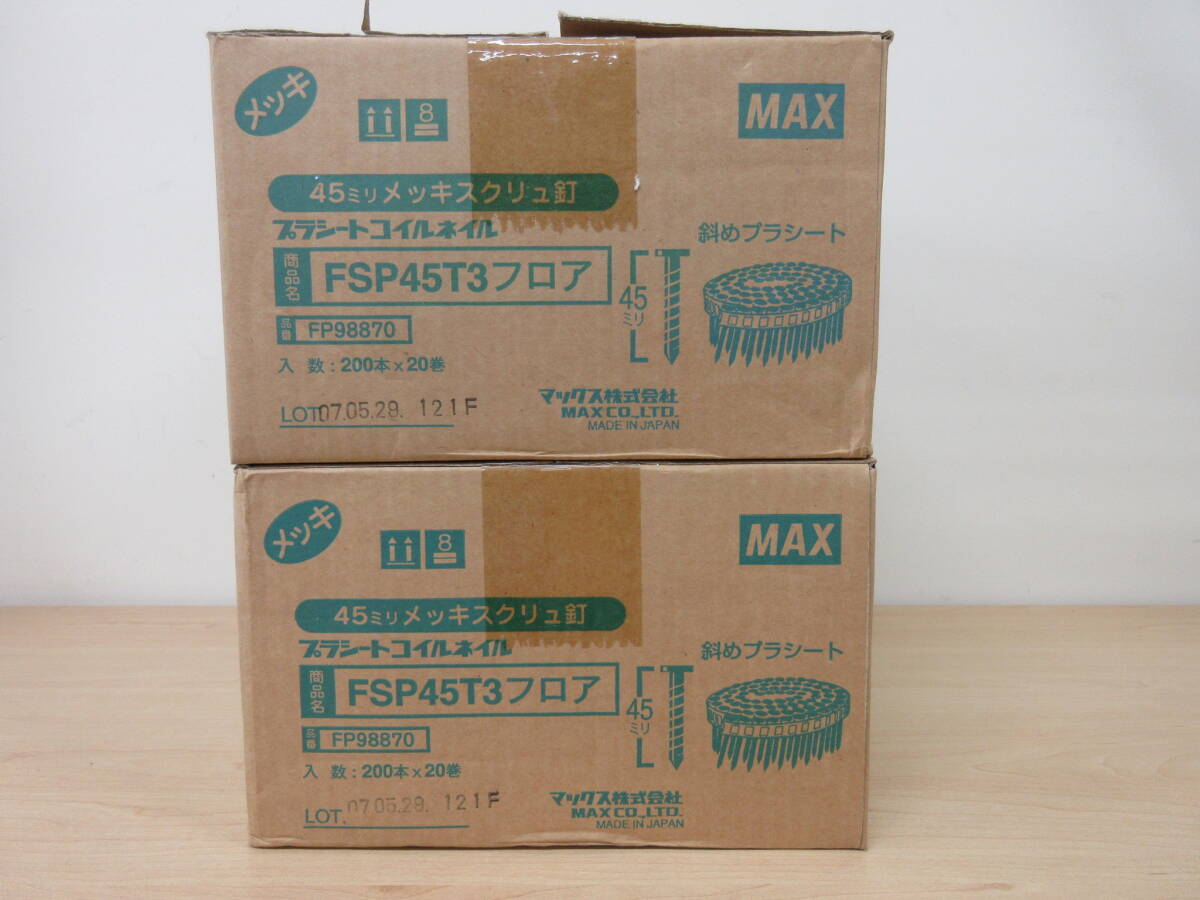 メッキ
8
MAX
45ミリメッキスクリュ釘
プラシートコイルネイル
斜めプラシート
商品名 FSP45T3フロア
45ミリ
品番 FP98870
入 数 : 200本×20巻
LOT. 07.05.29. 121F
マックス株式会社
MAX CO.,LTD.
MADE IN JAPAN
メッキ
8
MAX
45ミリメッキスクリュ釘
プラシートコイルネイル
斜めプラシート
商品名 FSP45T3フロア
45ミリ
品番 FP98870
入 数 : 200本×20巻
LOT. 07.05.29. 121F
マックス株式会社
MAX CO.,LTD.
MADE IN JAPAN